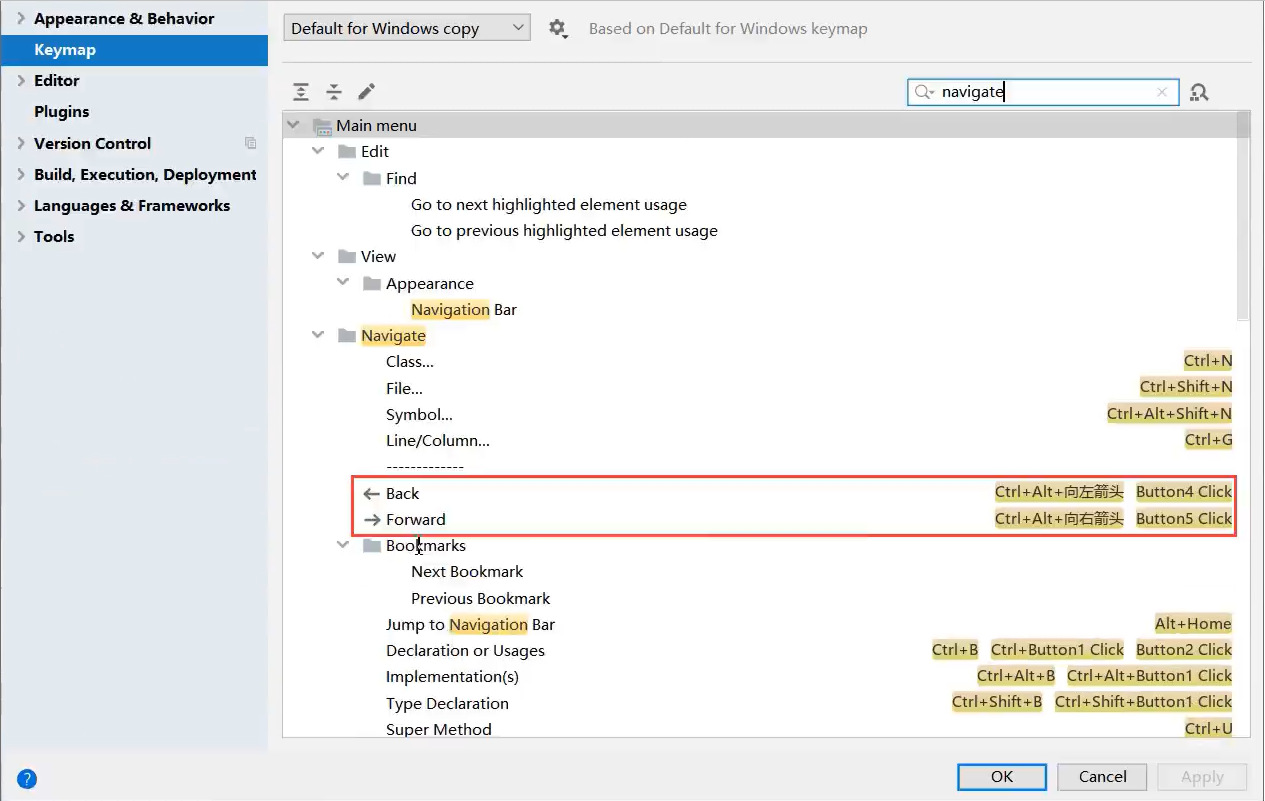 Appearance & Behavior
Keymap
Editor
Plugins
Version Control
Build, Execution, Deployment
Languages & Frameworks
Tools
Default for Windows copy
Based on Default for Windows keymap
navigate
Main menu
Edit
Find
Go to next highlighted element usage
Go to previous highlighted element usage
View
Appearance
Navigation Bar
Navigate
Class... Ctrl+N
File... Ctrl+Shift+N
Symbol... Ctrl+Alt+Shift+N
Line/Column... Ctrl+G
-------------
Back Ctrl+Alt+向左箭头 Button4 Click
Forward Ctrl+Alt+向右箭头 Button5 Click
Bookmarks
Next Bookmark
Previous Bookmark
Jump to Navigation Bar Alt+Home
Declaration or Usages Ctrl+B Ctrl+Button1 Click Button2 Click
Implementation(s) Ctrl+Alt+B Ctrl+Alt+Button1 Click
Type Declaration Ctrl+Shift+B Ctrl+Shift+Button1 Click
Super Method Ctrl+U
? OK Cancel Apply